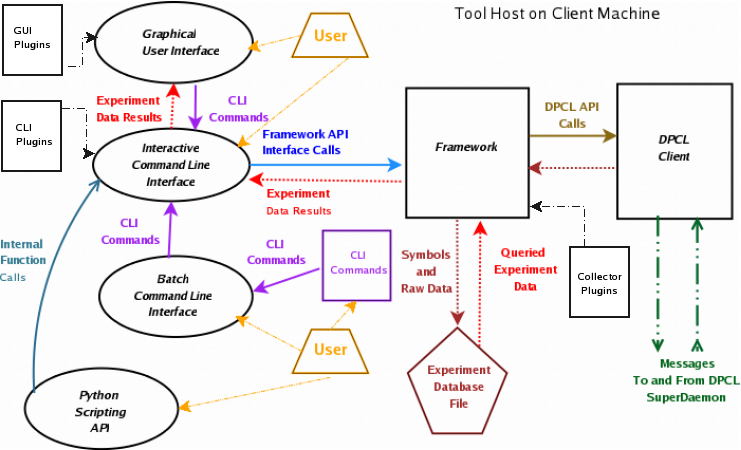 Tool Host on Client Machine
GUI
Plugins
Graphical
User Interface
User
Experiment
Data Results
CLI
Commands
CLI
Plugins
Interactive
Command Line
Interface
Framework API
Interface Calls
Experiment
Data Results
Framework
DPCL API
Calls
DPCL
Client
CLI
Commands
Internal
Function
Calls
CLI
Commands
CLI
Commands
Batch
Command Line
Interface
Symbols
and
Raw Data
Queried
Experiment
Data
Collector
Plugins
User
Experiment
Database
File
Messages
To and From DPCL
SuperDaemon
Python
Scripting
API